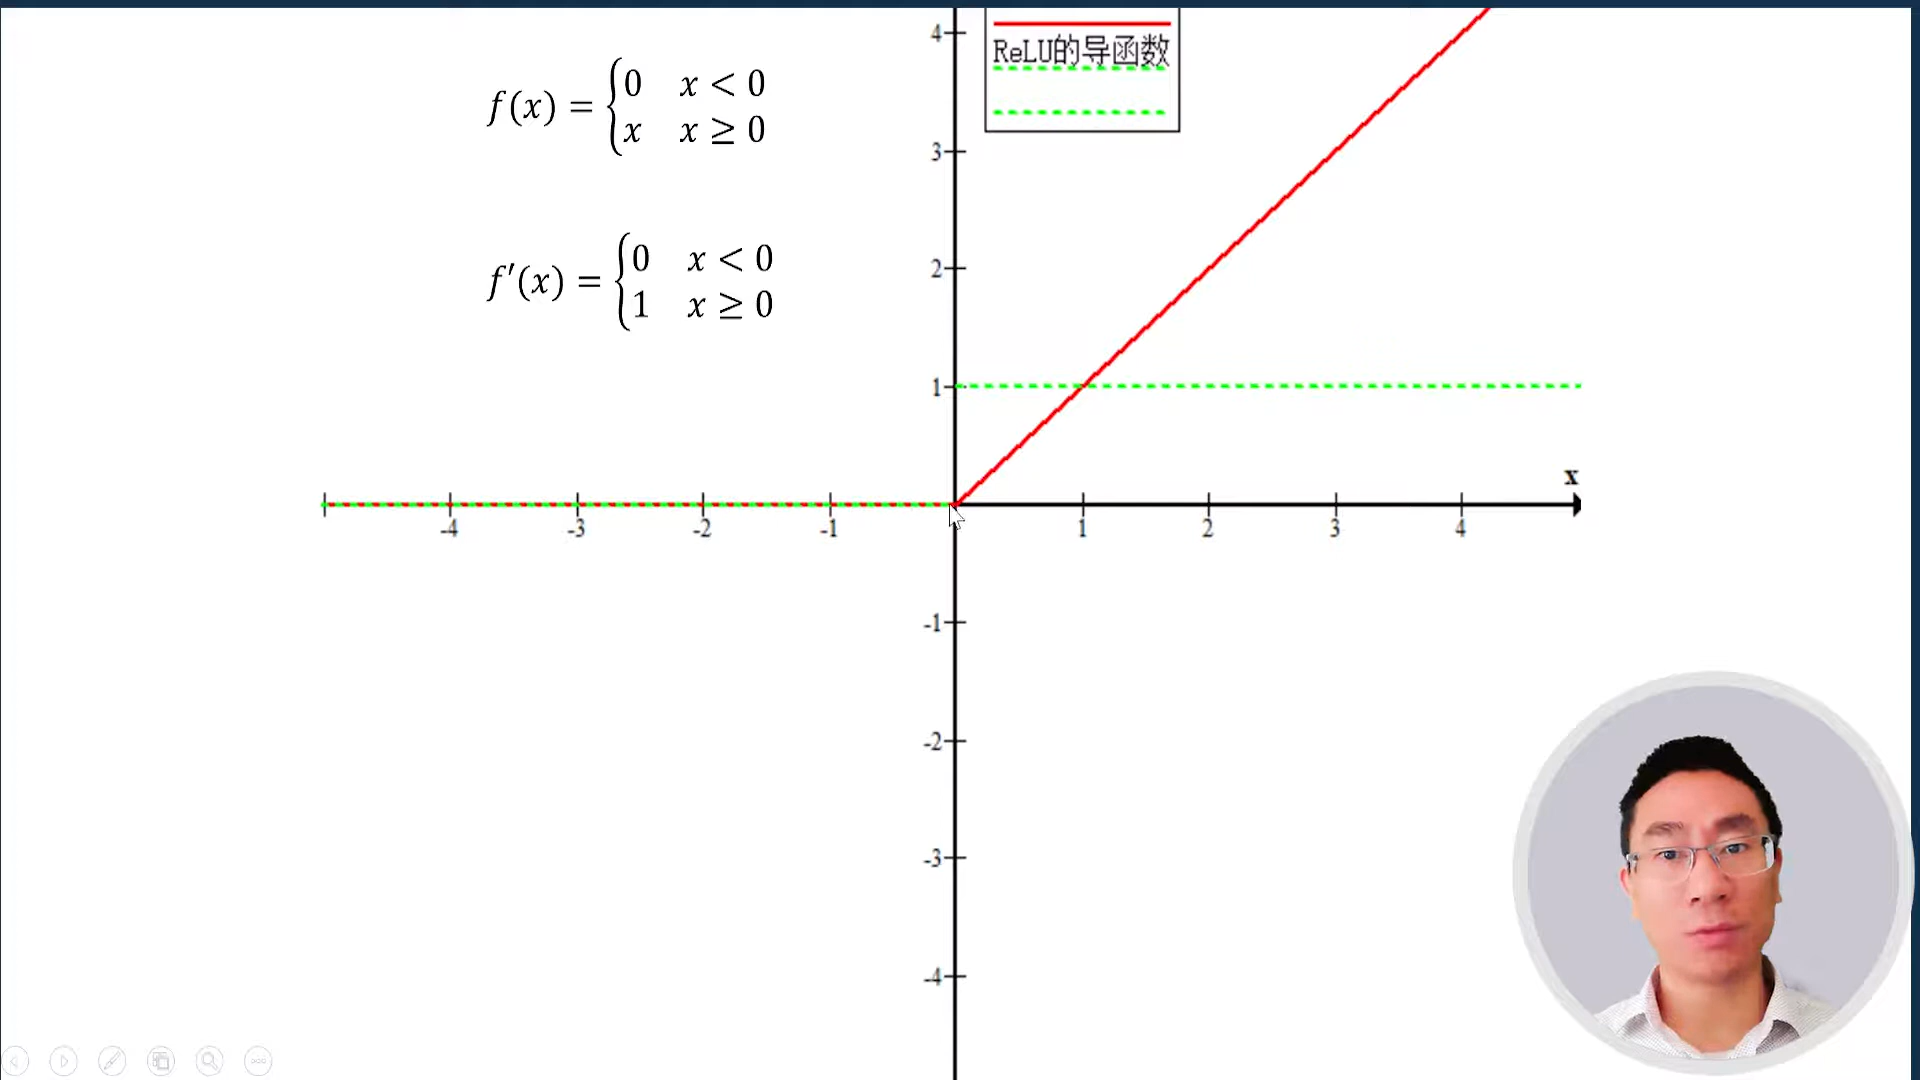 f(x) = {0 x < 0
x x ≥ 0
f′(x) = {0 x < 0
1 x ≥ 0
ReLU的导函数
x
4
3
2
1
-4 -3 -2 -1 1 2 3 4
-1
-2
-3
-4